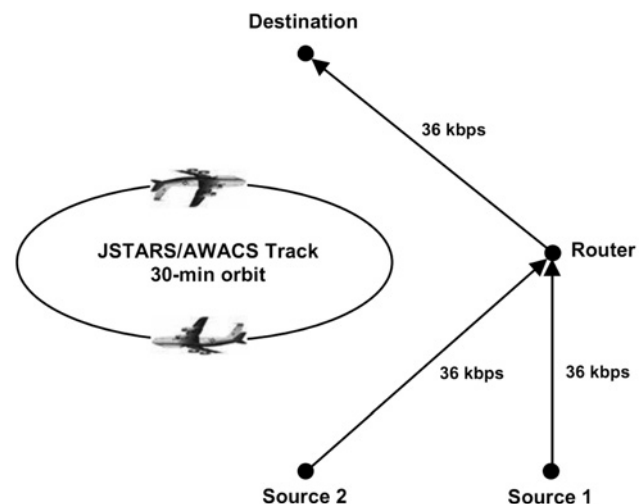 Destination
36 kbps
JSTARS/AWACS Track
30-min orbit
Router
36 kbps
36 kbps
Source 2
Source 1